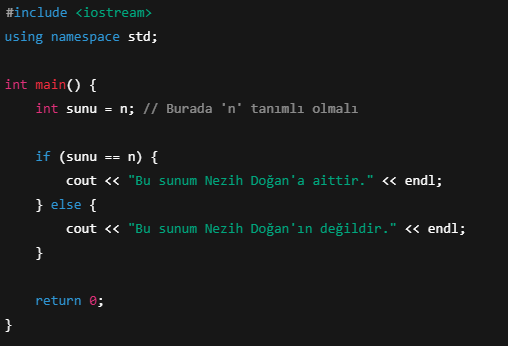 #include <iostream>
using namespace std;
int main() {
int sunu = n; // Burada 'n' tanımlı olmalı
if (sunu == n) {
cout << "Bu sunum Nezih Doğan'a aittir." << endl;
} else {
cout << "Bu sunum Nezih Doğan'ın değildir." << endl;
}
return 0;
}